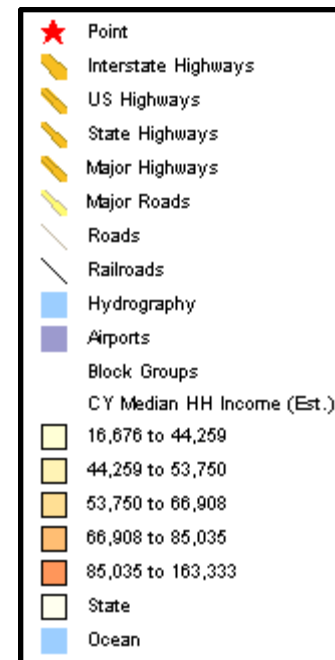 Point
Interstate Highways
US Highways
State Highways
Major Highways
Major Roads
Roads
Railroads
Hydrography
Airports
Block Groups
CY Median HH Income (Est.)
16,676 to 44,259
44,259 to 53,750
53,750 to 66,908
66,908 to 85,035
85,035 to 163,333
State
Ocean